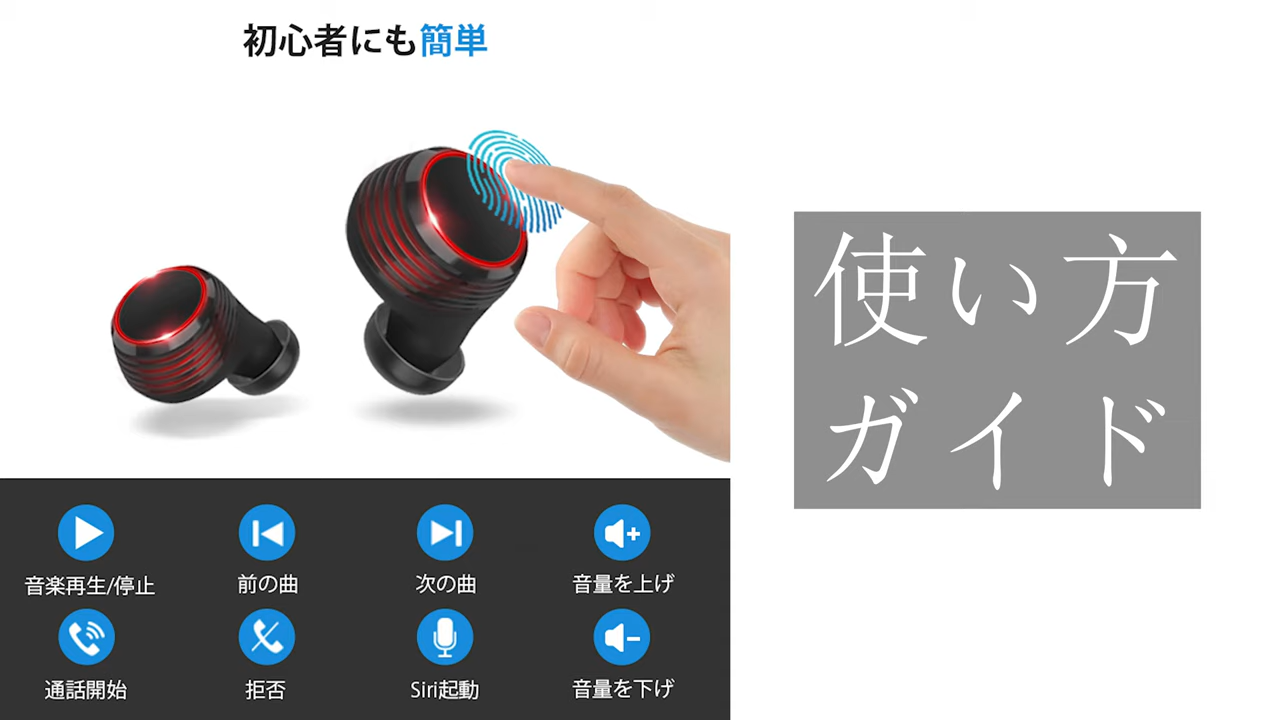 初心者にも簡単
使い方
ガイド
音楽再生/停止
前の曲
次の曲
音量を上げ
通話開始
拒否
Siri起動
音量を下げ